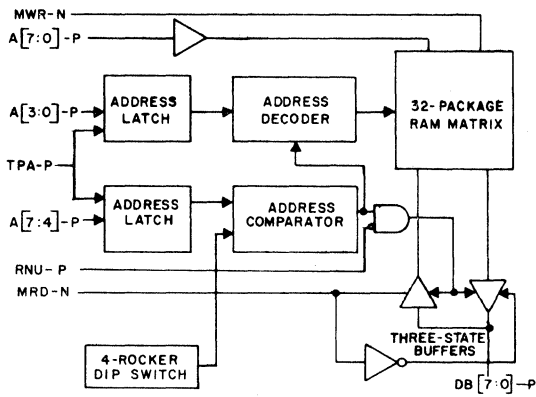 MWR-N
A[7:0]-P
A[3:0]-P
ADDRESS
LATCH
ADDRESS
DECODER
32-PACKAGE
RAM MATRIX
TPA-P
A[7:4]-P
ADDRESS
LATCH
ADDRESS
COMPARATOR
RNU-P
MRD-N
4-ROCKER
DIP SWITCH
THREE-STATE
BUFFERS
DB[7:0]-P